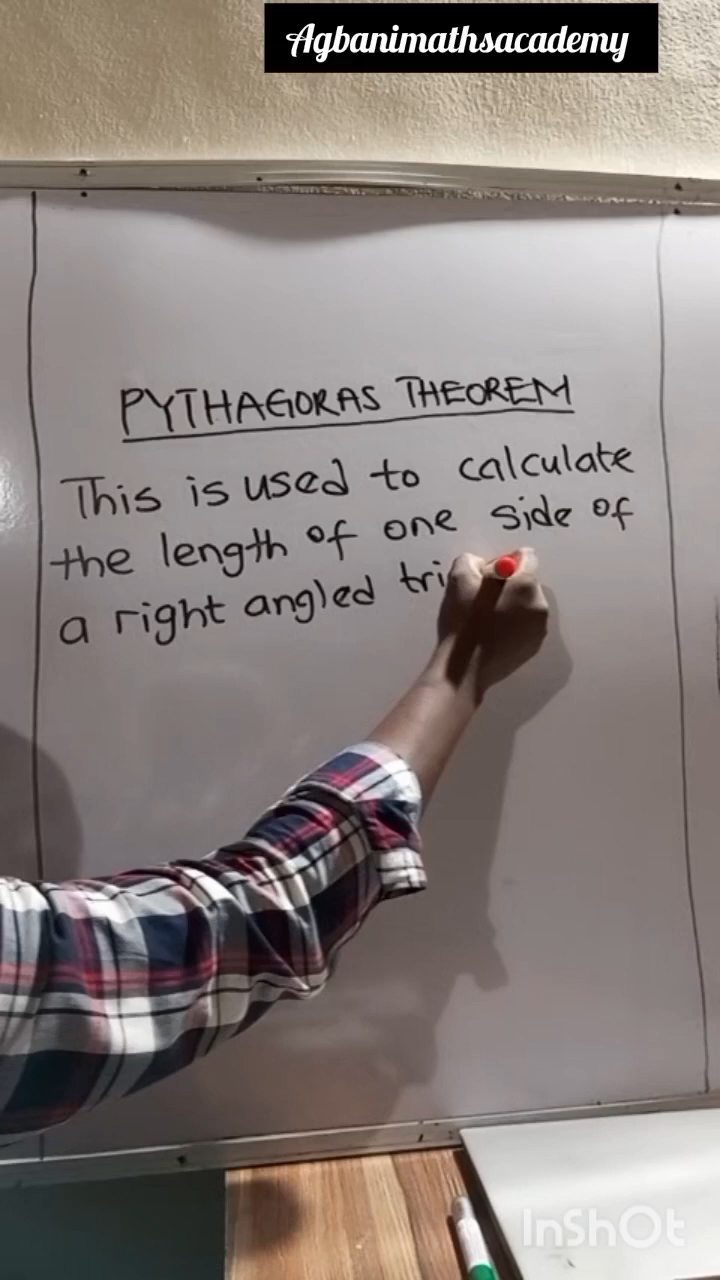 Agbanimathsacademy
PYTHAGORAS THEOREM
This is used to calculate
the length of one side of
a right angled tri
InShOt